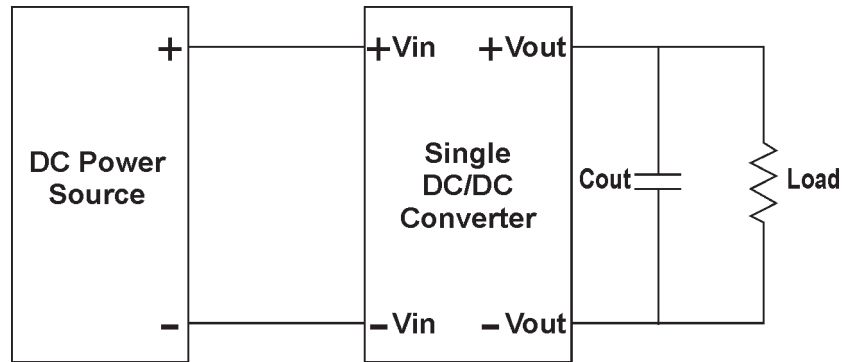 +
DC Power
Source
-
+Vin
+Vout
Single
DC/DC
Converter
-Vin
-Vout
Cout
Load